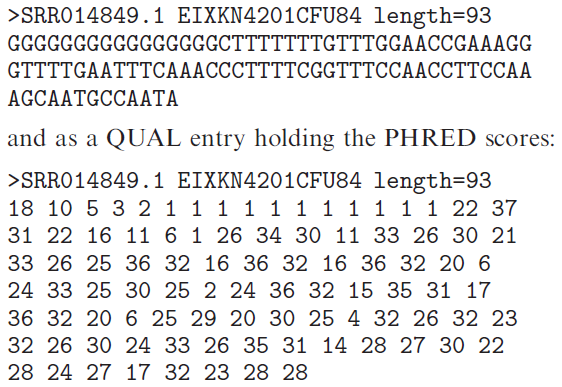 >SRR014849.1 EIXKN4201CFU84 length=93
GGGGGGGGGGGGGGGGCTTTTTTTGTTTGGAACCGAAAGG
GTTTTGAATTTCAAACCCTTTTCGGTTTCCAACCTTCCAA
AGCAATGCCAATA
and as a QUAL entry holding the PHRED scores:
>SRR014849.1 EIXKN4201CFU84 length=93
18 10 5 3 2 1 1 1 1 1 1 1 1 1 1 1 22 37
31 22 16 11 6 1 26 34 30 11 33 26 30 21
33 26 25 36 32 16 36 32 16 36 32 20 6
24 33 25 30 25 2 24 36 32 15 35 31 17
36 32 20 6 25 29 20 30 25 4 32 26 32 23
32 26 30 24 33 26 35 31 14 28 27 30 22
28 24 27 17 32 23 28 28